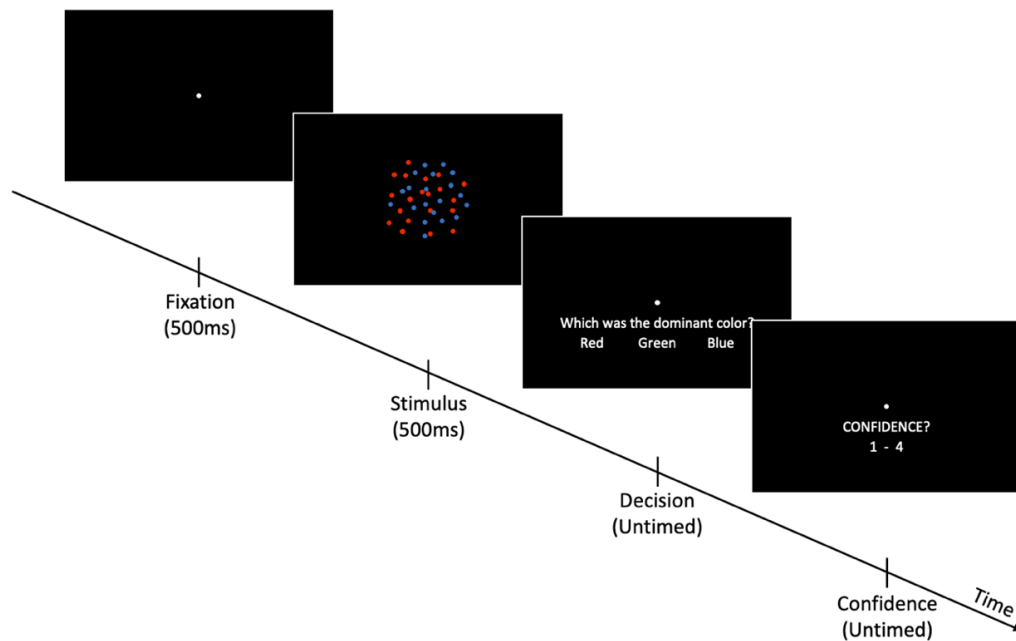 Fixation
(500ms)
Stimulus
(500ms)
Which was the dominant color?
Red Green Blue
Decision
(Untimed)
CONFIDENCE?
1 - 4
Confidence
(Untimed)
Time